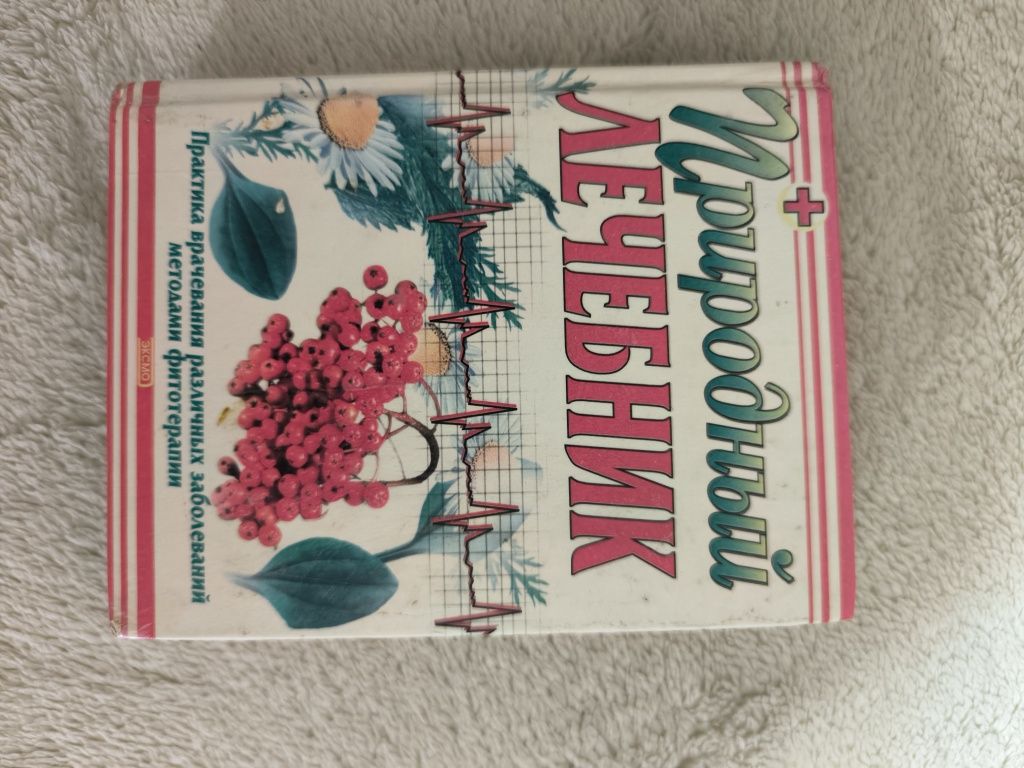 Природный
ЛЕЧЕБНИК
Практика врачевания различных заболеваний
методами фитотерапии
ЭКСМО